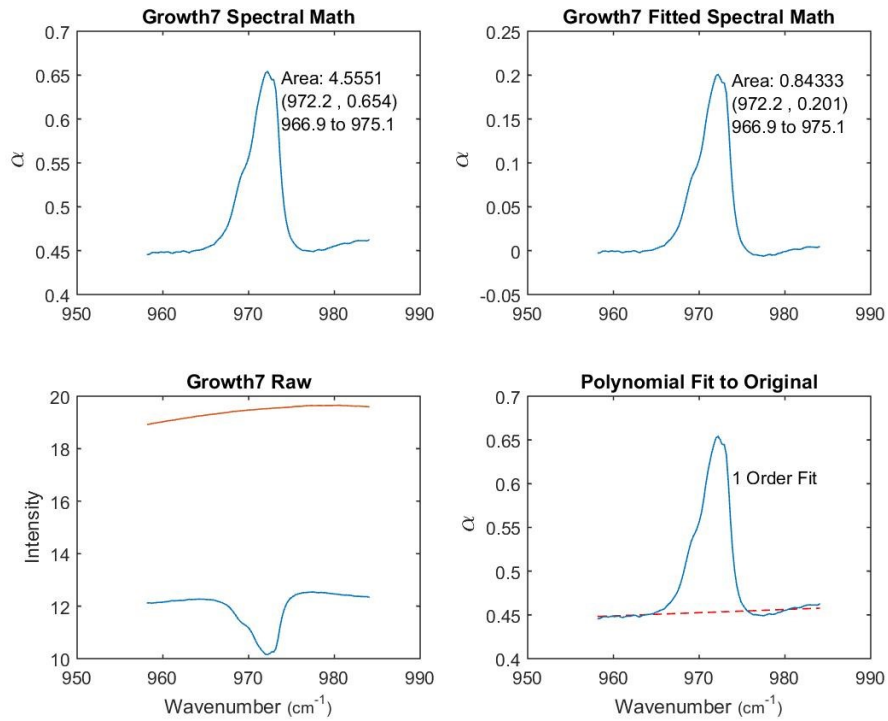 Growth7 Spectral Math
0.7
0.65
0.6
0.55
0.5
0.45
0.4
α
Area: 4.5551
(972.2 , 0.654)
966.9 to 975.1
950 960 970 980 990
Growth7 Fitted Spectral Math
0.25
0.2
0.15
0.1
0.05
0
-0.05
α
Area: 0.84333
(972.2 , 0.201)
966.9 to 975.1
950 960 970 980 990
Growth7 Raw
20
18
16
14
12
10
Intensity
950 960 970 980 990
Wavenumber (cm⁻¹)
Polynomial Fit to Original
0.7
0.65
0.6
0.55
0.5
0.45
0.4
α
1 Order Fit
950 960 970 980 990
Wavenumber (cm⁻¹)